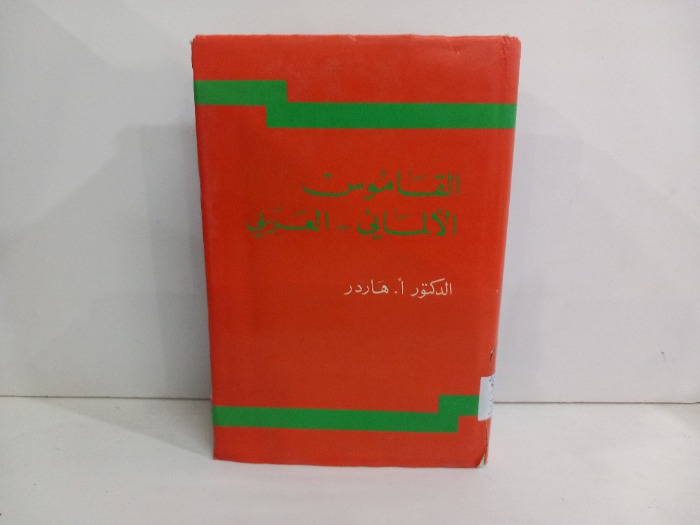 القاموس
الألماني - العربي
الدكتور أ. هاردر